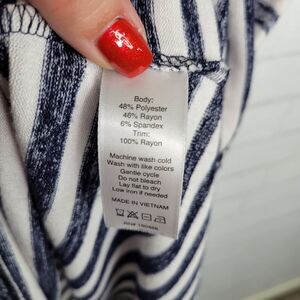 Body:
48% Polyester
46% Rayon
6% Spandex
Trim:
100% Rayon
Machine wash cold
Wash with like colors
Gentle cycle
Do not bleach
Lay flat to dry
Low iron if needed
MADE IN VIETNAM